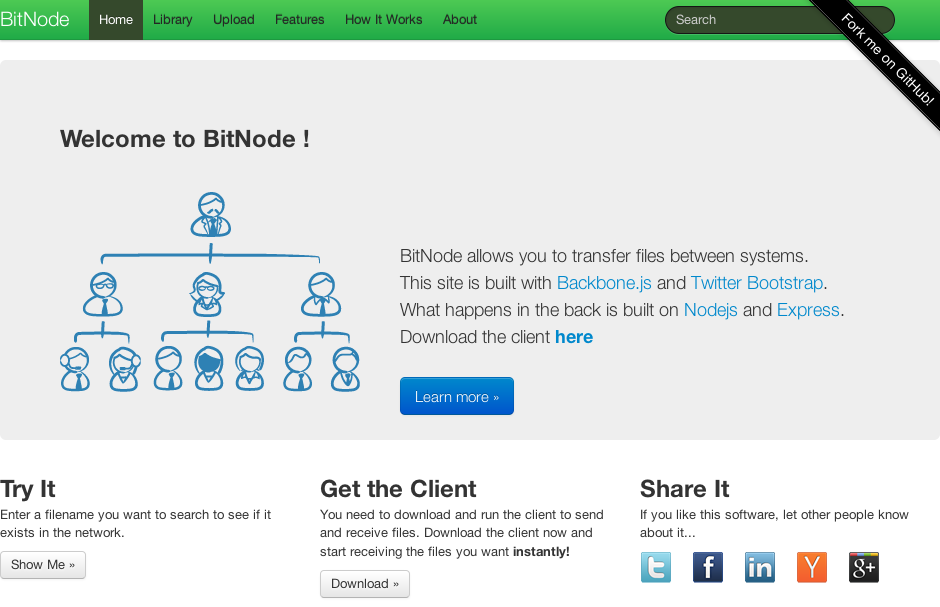 BitNode Home Library Upload Features How It Works About Search
Fork me on GitHub!
Welcome to BitNode !
BitNode allows you to transfer files between systems.
This site is built with Backbone.js and Twitter Bootstrap.
What happens in the back is built on Nodejs and Express.
Download the client here
Learn more »
Try It
Enter a filename you want to search to see if it
exists in the network.
Show Me »
Get the Client
You need to download and run the client to send
and receive files. Download the client now and
start receiving the files you want instantly!
Download »
Share It
If you like this software, let other people know
about it...
t f in Y g+